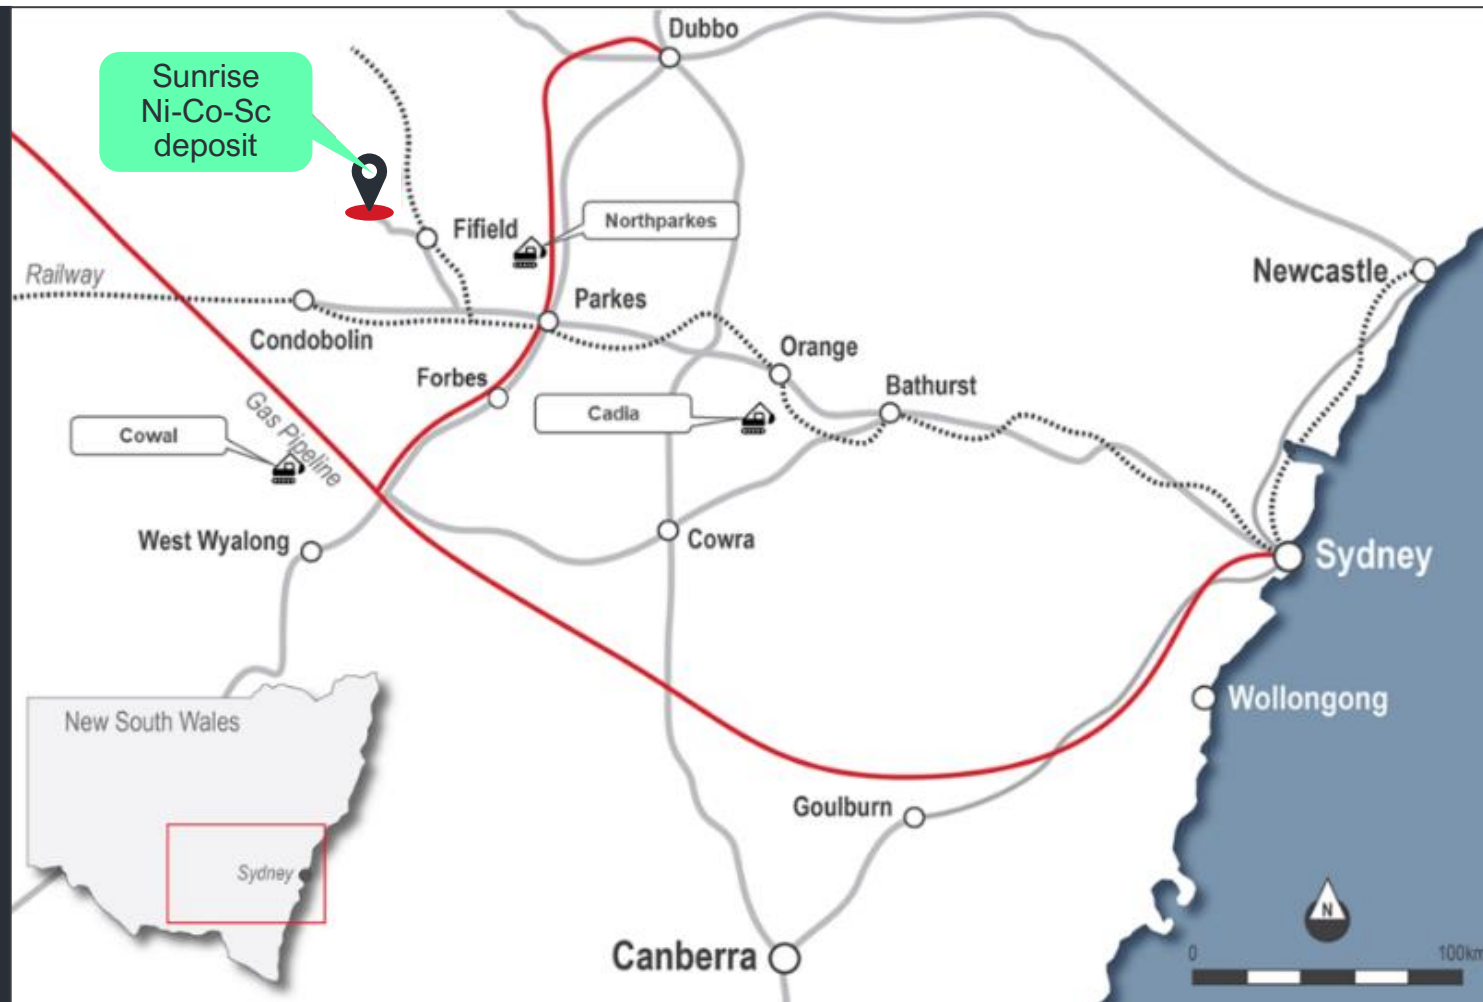 Dubbo
Sunrise
Ni-Co-Sc
deposit
Fifield
Northparkes
Newcastle
Railway
Parkes
Condobolin
Orange
Forbes
Bathurst
Cadia
Gas Pipeline
Cowal
West Wyalong
Cowra
Sydney
Wollongong
New South Wales
Goulburn
Sydney
N
Canberra
0
100km